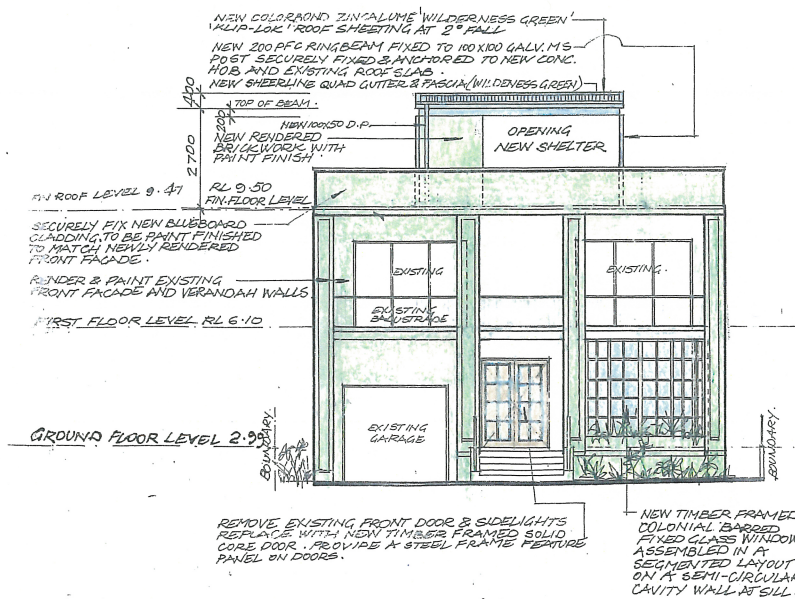 NEW COLORBOND ZINCALUME 'WILDERNESS GREEN'
'KLIP-LOK' ROOF SHEETING AT 2° FALL
NEW 200 PFC RINGBEAM FIXED TO 100X100 GALV. M S
POST SECURELY FIXED & ANCHORED TO NEW CONC.
HOB AND EXISTING ROOF SLAB.
NEW SHEERLINE QUAD GUTTER & FASCIA (WILDENESS GREEN)
400
TOP OF BEAM.
200
NEW 100X50 D.P.
NEW RENDERED
BRICKWORK WITH
PAINT FINISH.
2700
OPENING
NEW SHELTER
FIN ROOF LEVEL 9.47
RL 9.50
FIN. FLOOR LEVEL
SECURELY FIX NEW BLUEBOARD
CLADDING, TO BE PAINT FINISHED
TO MATCH NEWLY RENDERED
FRONT FACADE.
RENDER & PAINT EXISTING
FRONT FACADE AND VERANDAH WALLS
EXISTING
EXISTING.
EXISTING
BALUSTRADE
FIRST FLOOR LEVEL RL 6.10
GROUND FLOOR LEVEL 2.99
BOUNDARY.
EXISTING
GARAGE
BOUNDARY.
REMOVE EXISTING FRONT DOOR & SIDELIGHTS
REPLACE WITH NEW TIMBER FRAMED SOLID
CORE DOOR. PROVIDE A STEEL FRAME FEATURE
PANEL ON DOORS.
NEW TIMBER FRAMED
COLONIAL BARRED
FIXED GLASS WINDOW
ASSEMBLED IN A
SEGMENTED LAYOUT
ON A SEMI-CIRCULAR
CAVITY WALL AT SILL